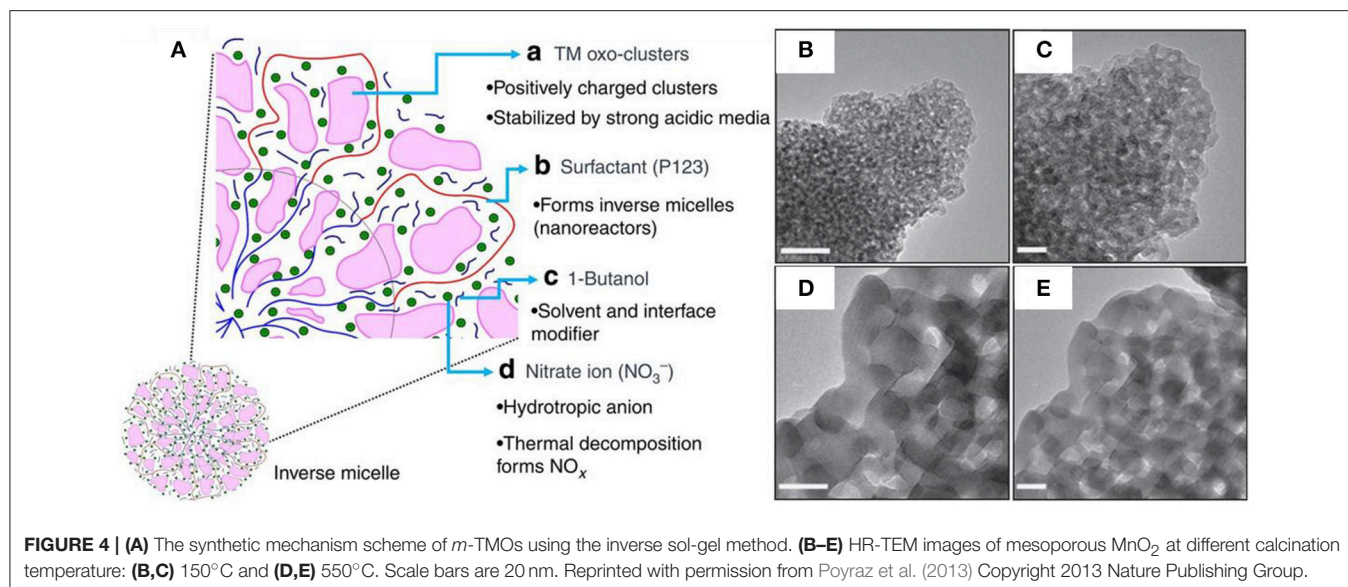 A
a TM oxo-clusters
•Positively charged clusters
•Stabilized by strong acidic media
b Surfactant (P123)
•Forms inverse micelles
(nanoreactors)
c 1-Butanol
•Solvent and interface
modifier
d Nitrate ion (NO₃⁻)
•Hydrotropic anion
•Thermal decomposition
forms NOₓ
Inverse micelle
B
C
D
E
FIGURE 4 | (A) The synthetic mechanism scheme of m-TMOs using the inverse sol-gel method. (B–E) HR-TEM images of mesoporous MnO₂ at different calcination
temperature: (B,C) 150°C and (D,E) 550°C. Scale bars are 20 nm. Reprinted with permission from Poyraz et al. (2013) Copyright 2013 Nature Publishing Group.